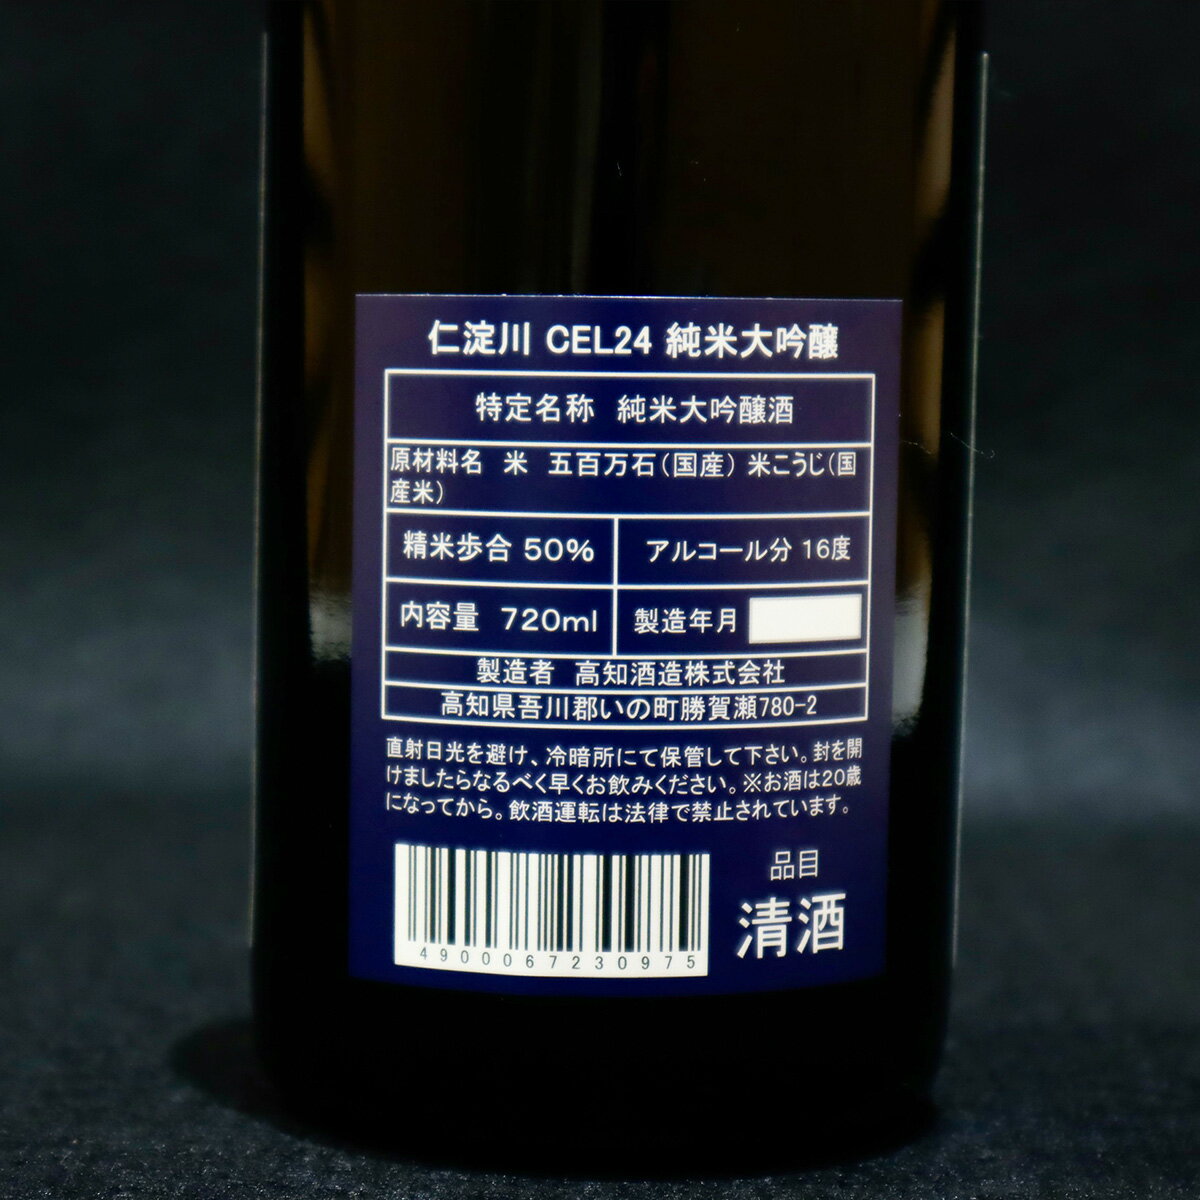 仁淀川 CEL24 純米大吟醸
特定名称 純米大吟醸酒
原材料名 米 五百万石(国産) 米こうじ(国
産米)
精米歩合 50% アルコール分 16度
内容量 720ml 製造年月
製造者 高知酒造株式会社
高知県吾川郡いの町勝賀瀬780-2
直射日光を避け、冷暗所にて保管して下さい。封を開
けましたらなるべく早くお飲みください。※お酒は20歳
になってから。飲酒運転は法律で禁止されています。
品目
清酒
4900067230975